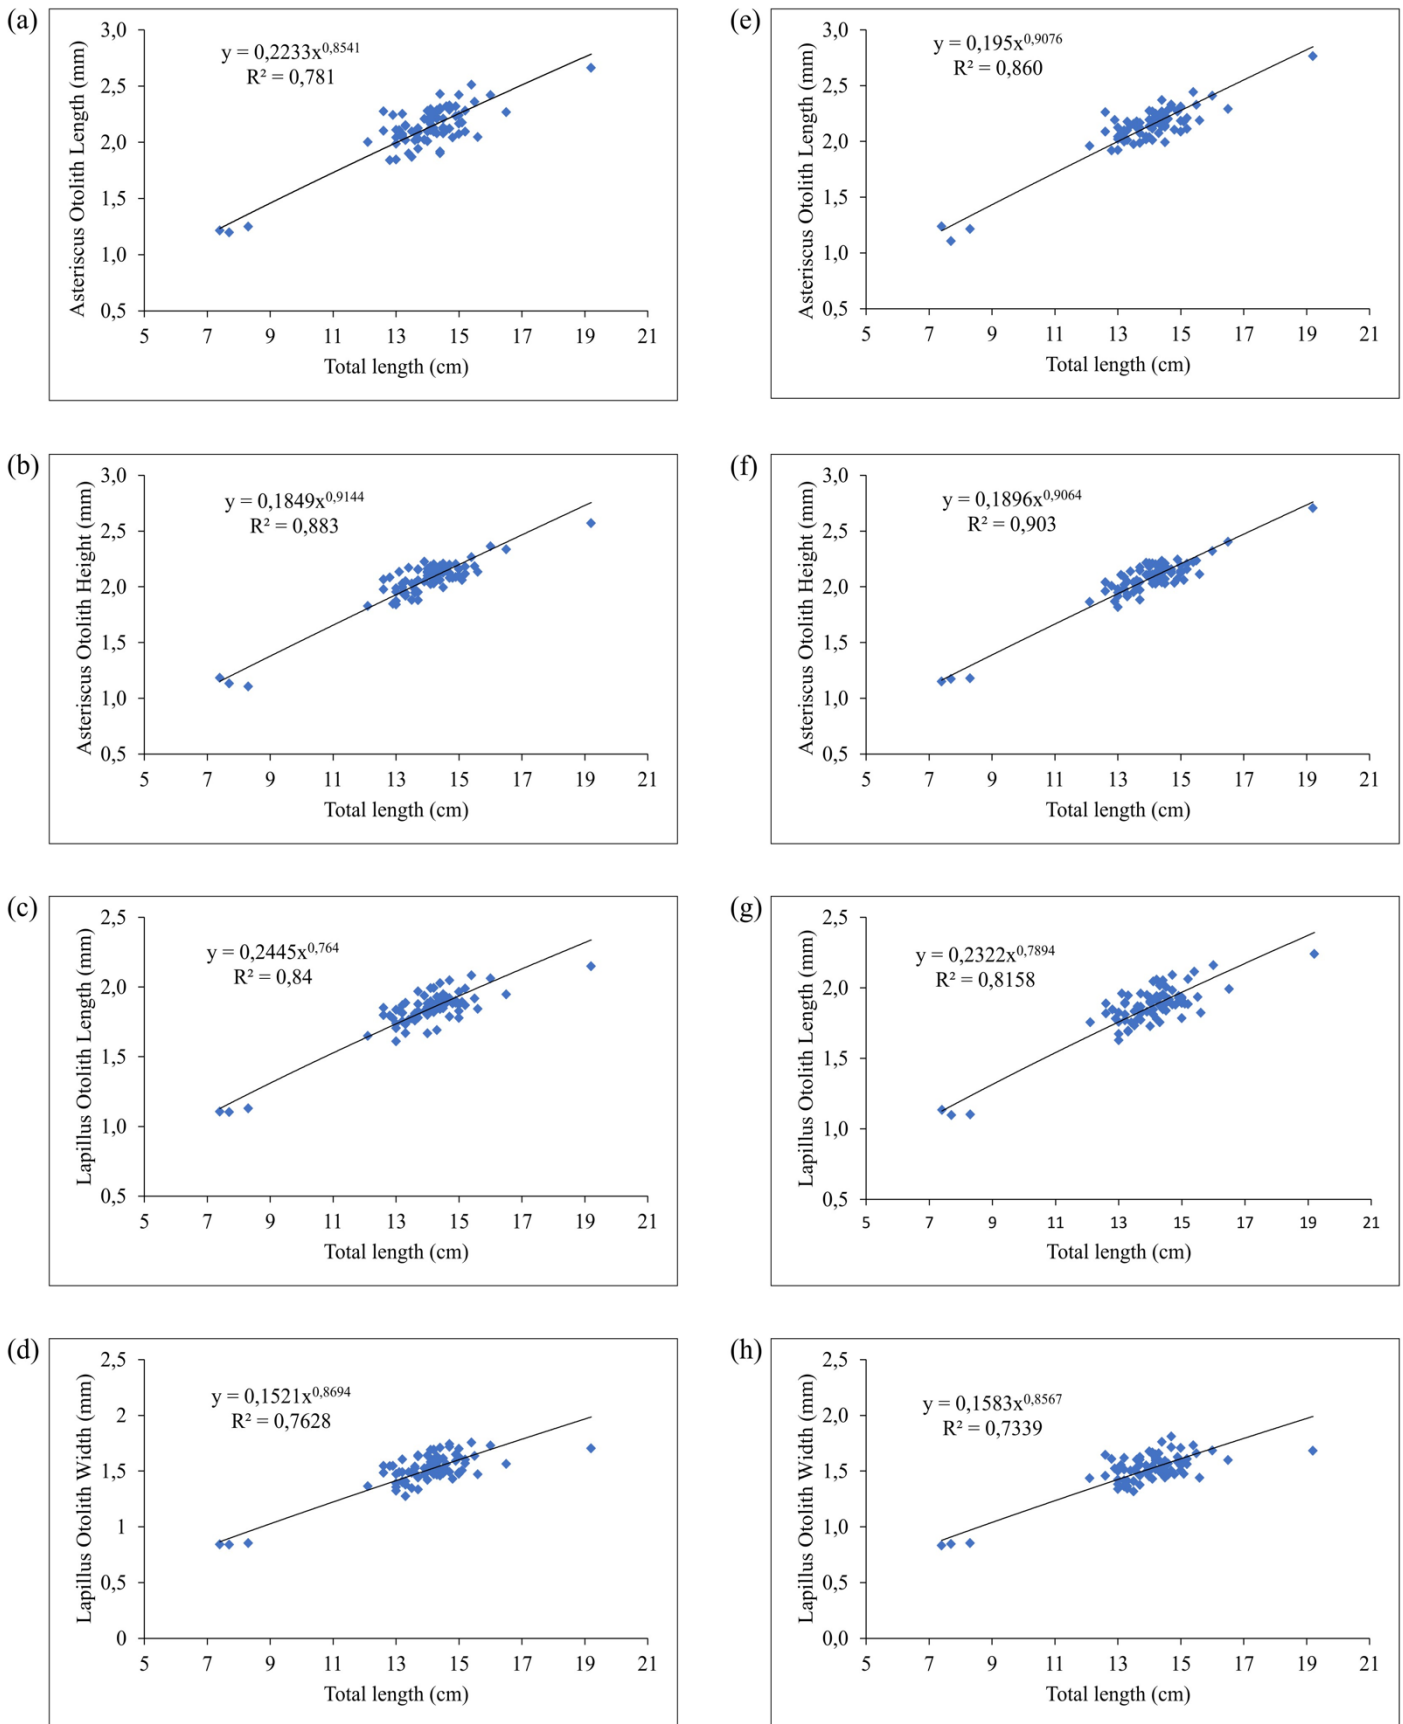 (a)
Asteriscus Otolith Length (mm)
3,0
2,5
2,0
1,5
1,0
0,5
y = 0,2233x^0,8541
R² = 0,781
5 7 9 11 13 15 17 19 21
Total length (cm)
(e)
Asteriscus Otolith Length (mm)
3,0
2,5
2,0
1,5
1,0
0,5
y = 0,195x^0,9076
R² = 0,860
5 7 9 11 13 15 17 19 21
Total length (cm)
(b)
Asteriscus Otolith Height (mm)
3,0
2,5
2,0
1,5
1,0
0,5
y = 0,1849x^0,9144
R² = 0,883
5 7 9 11 13 15 17 19 21
Total length (cm)
(f)
Asteriscus Otolith Height (mm)
3,0
2,5
2,0
1,5
1,0
0,5
y = 0,1896x^0,9064
R² = 0,903
5 7 9 11 13 15 17 19 21
Total length (cm)
(c)
Lapillus Otolith Length (mm)
2,5
2,0
1,5
1,0
0,5
y = 0,2445x^0,764
R² = 0,84
5 7 9 11 13 15 17 19 21
Total length (cm)
(g)
Lapillus Otolith Length (mm)
2,5
2,0
1,5
1,0
0,5
y = 0,2322x^0,7894
R² = 0,8158
5 7 9 11 13 15 17 19 21
Total length (cm)
(d)
Lapillus Otolith Width (mm)
2,5
2
1,5
1
0,5
0
y = 0,1521x^0,8694
R² = 0,7628
5 7 9 11 13 15 17 19 21
Total length (cm)
(h)
Lapillus Otolith Width (mm)
2,5
2,0
1,5
1,0
0,5
0,0
y = 0,1583x^0,8567
R² = 0,7339
5 7 9 11 13 15 17 19 21
Total length (cm)